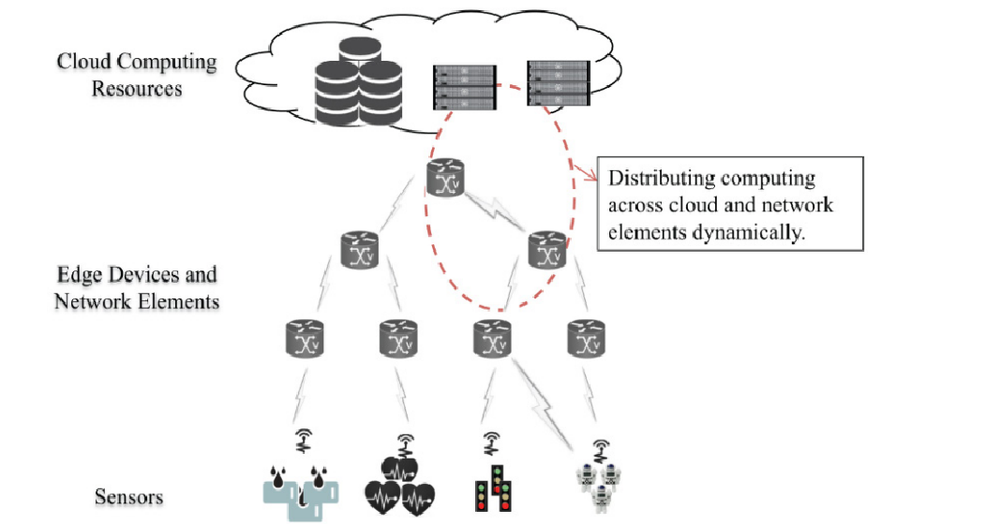 Cloud Computing
Resources
Distributing computing
across cloud and network
elements dynamically.
Edge Devices and
Network Elements
V
V
V
V
V
V
V
Sensors